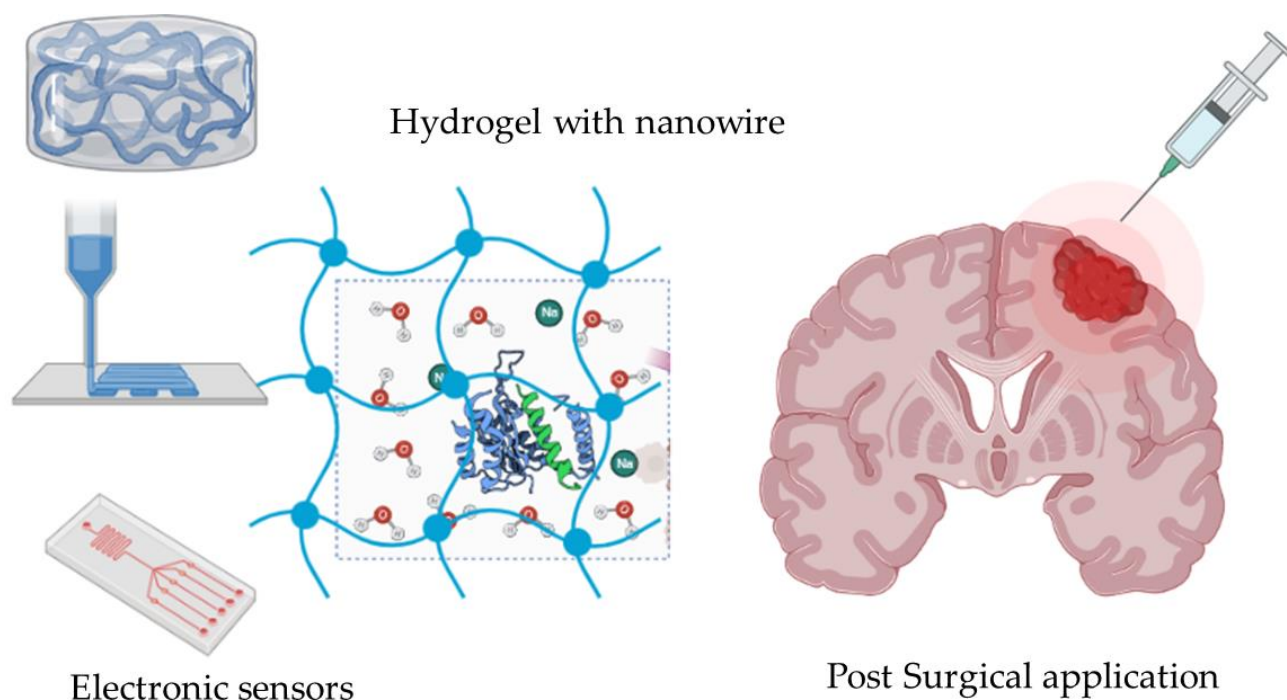 Hydrogel with nanowire
Na
H O H
H O H
H O H
Na
H O H
O H
H O H
Na
H O H
H O H
H O H
H O H
Electronic sensors
Post Surgical application